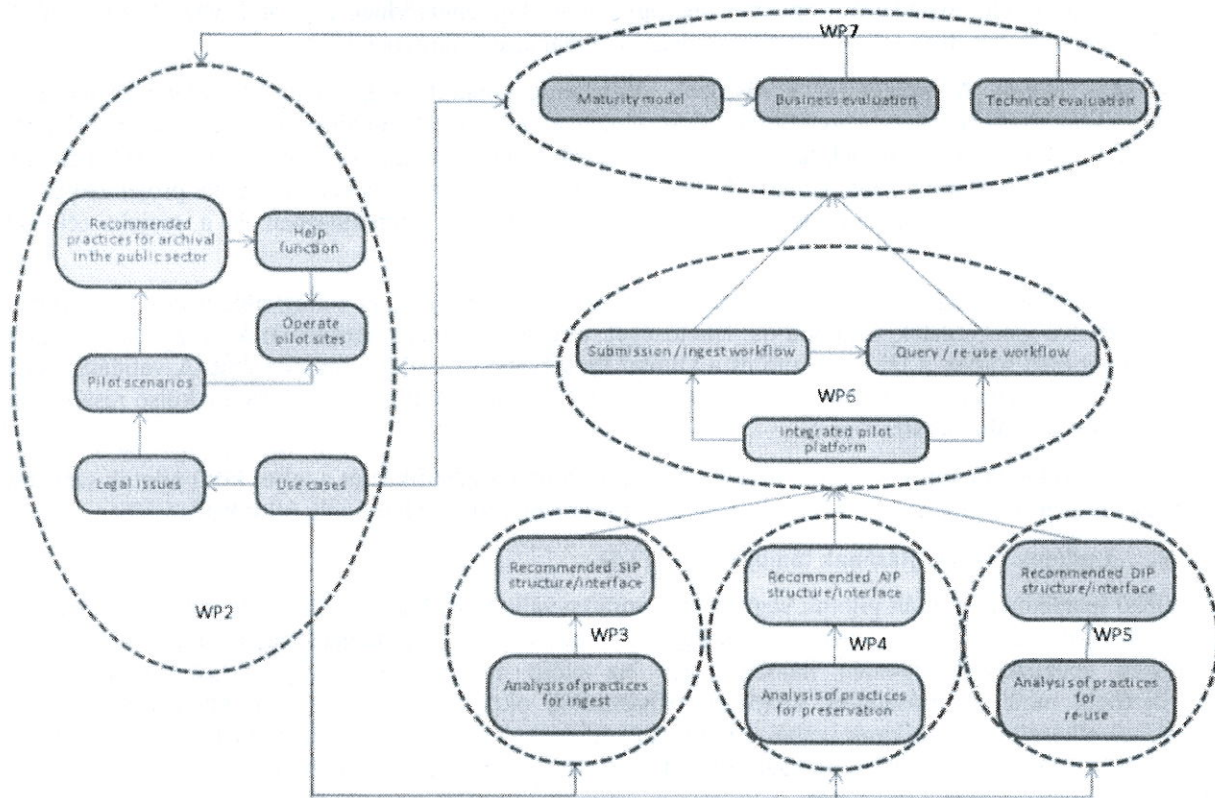 WP7
Maturity model
Business evaluation
Technical evaluation
Recommended
practices for archival
in the public sector
Help
function
Operate
pilot sites
Pilot scenarios
Legal issues
Use cases
WP2
Submission / ingest workflow
Query / re-use workflow
WP6
Integrated pilot
platform
Recommended SIP
structure/interface
WP3
Analysis of practices
for ingest
Recommended AIP
structure/interface
WP4
Analysis of practices
for preservation
Recommended DIP
structure/interface
WP5
Analysis of practices
for
re-use